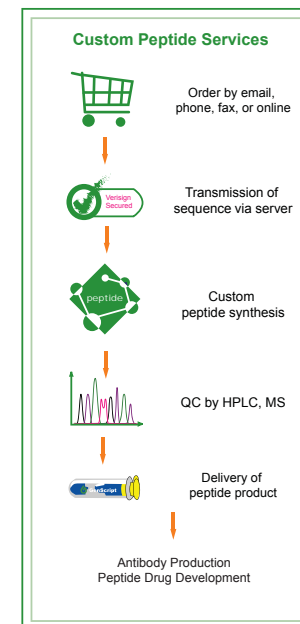 Custom Peptide Services
Order by email,
phone, fax, or online
Verisign
Secured
Transmission of
sequence via server
peptide
Custom
peptide synthesis
QC by HPLC, MS
GenScript
Delivery of
peptide product
Antibody Production
Peptide Drug Development